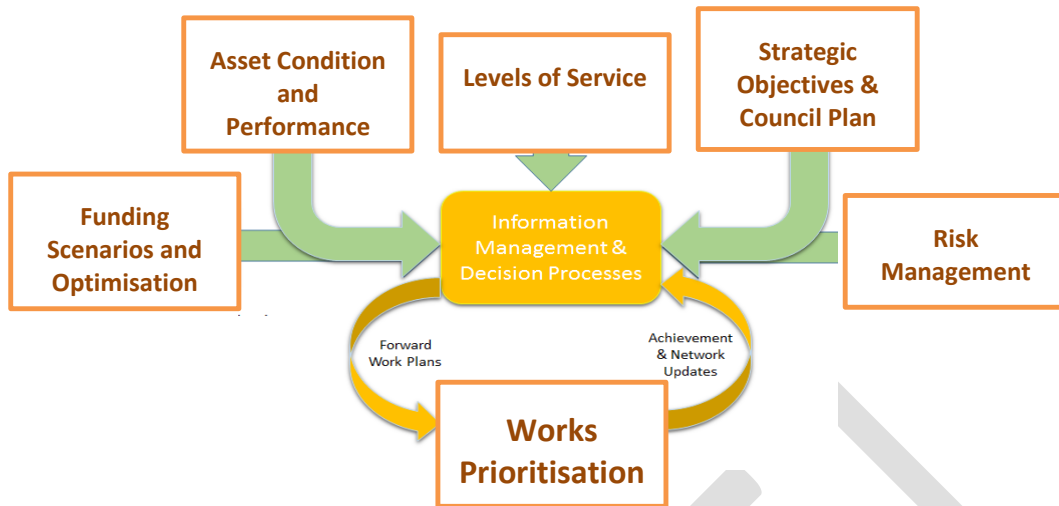 Asset Condition
and
Performance
Levels of Service
Strategic
Objectives &
Council Plan
Funding
Scenarios and
Optimisation
Information
Management &
Decision Processes
Risk
Management
Forward
Work Plans
Achievement
& Network
Updates
Works
Prioritisation